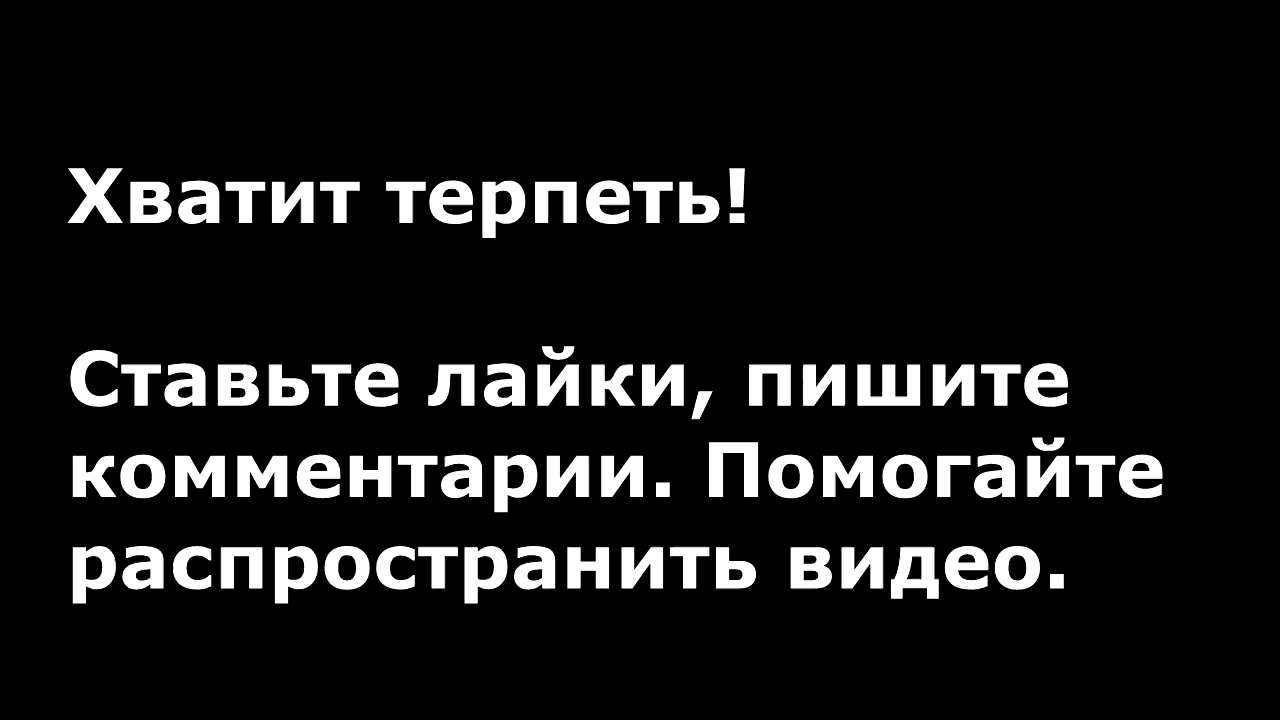 Хватит терпеть!
Ставьте лайки, пишите
комментарии. Помогайте
распространить видео.